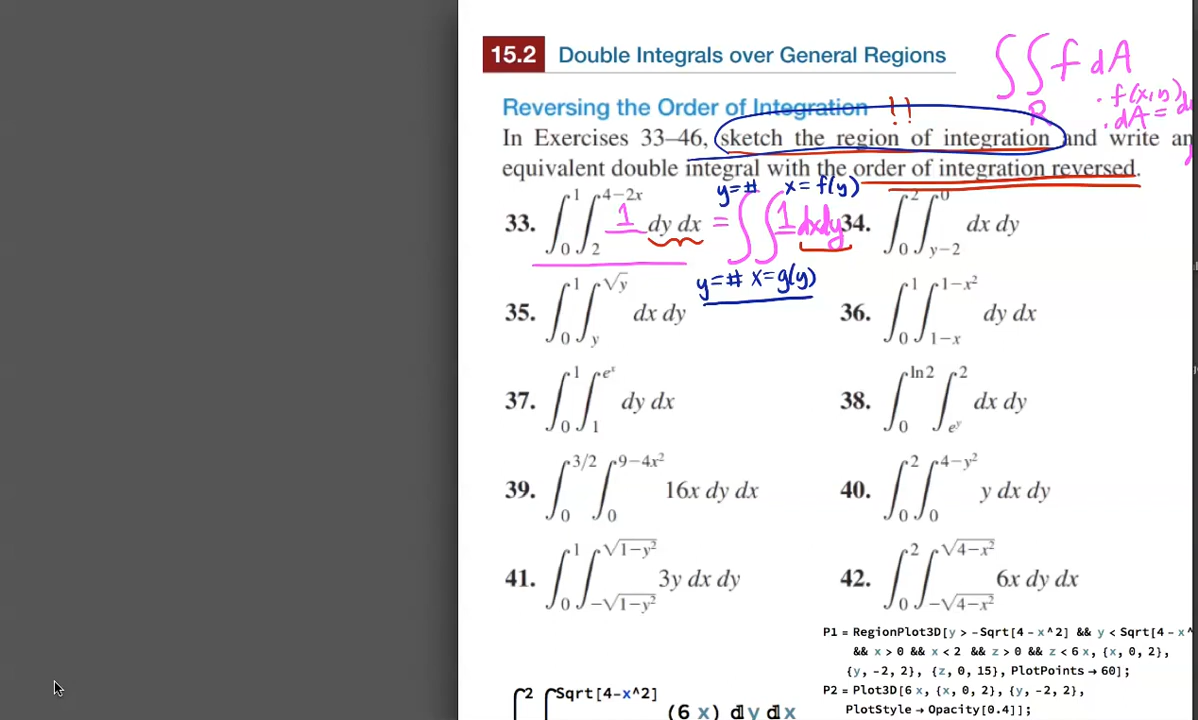 15.2 Double Integrals over General Regions
∫∫ f dA
R
Reversing the Order of Integration !!
· f(x,y)
· dA =
In Exercises 33–46, sketch the region of integration and write an
equivalent double integral with the order of integration reversed.
y=# x=f(y)
33. ∫₀¹ ∫₂^{4−2x} 1 dy dx = ∫∫ 1 dxdy
y=# x=g(y)
34. ∫₀² ∫_{y−2}^{0} dx dy
35. ∫₀¹ ∫_{y}^{√y} dx dy
36. ∫₀¹ ∫_{1−x}^{1−x²} dy dx
37. ∫₀¹ ∫₁^{eˣ} dy dx
38. ∫₀^{ln 2} ∫_{e^y}^{2} dx dy
39. ∫₀^{3/2} ∫₀^{9−4x²} 16x dy dx
40. ∫₀² ∫₀^{4−y²} y dx dy
41. ∫₀¹ ∫_{−√1−y²}^{√1−y²} 3y dx dy
42. ∫₀² ∫_{−√4−x²}^{√4−x²} 6x dy dx
P1 = RegionPlot3D[y > -Sqrt[4 - x^2] && y < Sqrt[4 - x^
&& x > 0 && x < 2 && z > 0 && z < 6 x, {x, 0, 2},
{y, -2, 2}, {z, 0, 15}, PlotPoints → 60];
P2 = Plot3D[6 x, {x, 0, 2}, {y, -2, 2},
PlotStyle → Opacity[0.4]];
∫² ∫^{Sqrt[4-x^2]} (6 x) ⅆy ⅆx